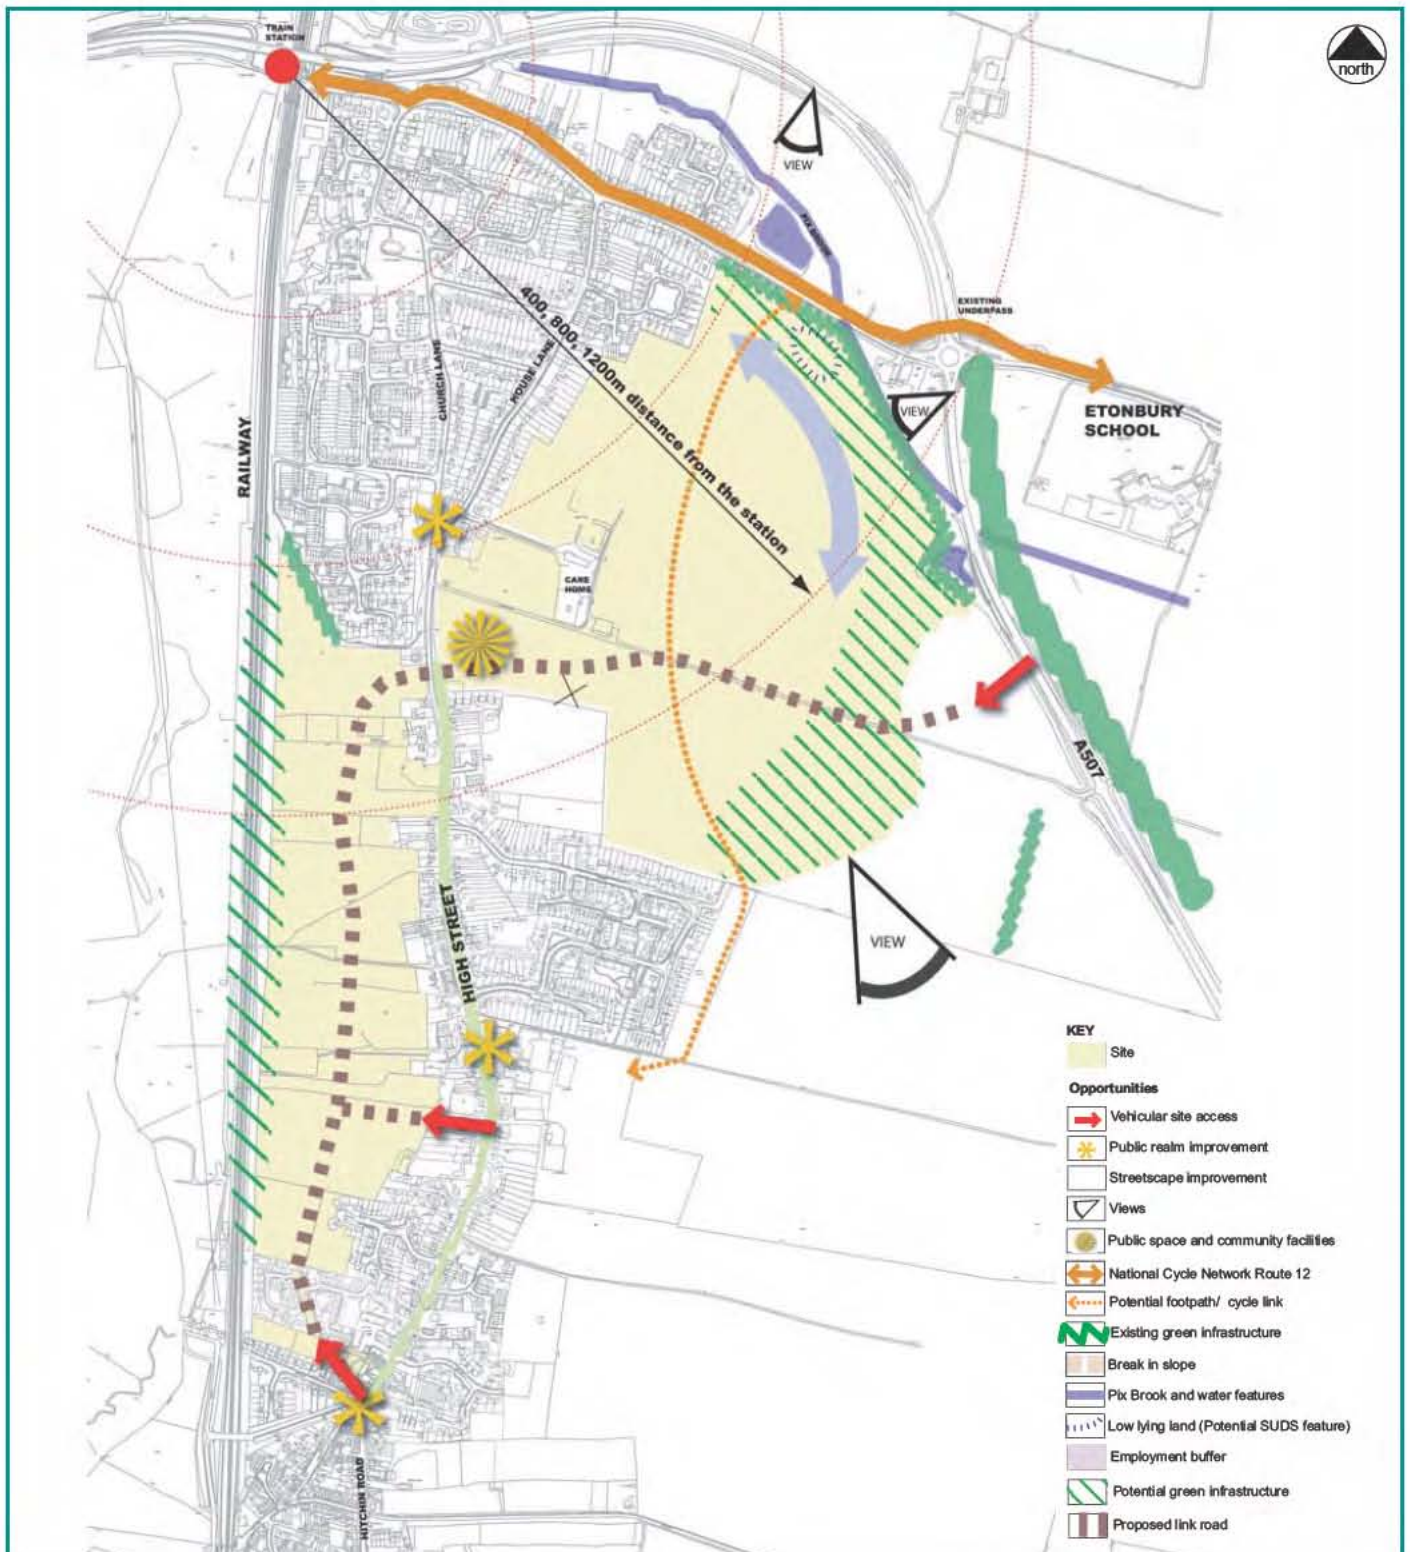 TRAIN
STATION
north
VIEW
PIX BROOK
400, 800, 1200m distance from the station
EXISTING
UNDERPASS
CHURCH LANE
HOUSE LANE
VIEW
ETONBURY
SCHOOL
RAILWAY
CARE
HOME
A507
HIGH STREET
VIEW
HITCHIN ROAD
KEY
Site
Opportunities
Vehicular site access
Public realm improvement
Streetscape improvement
Views
Public space and community facilities
National Cycle Network Route 12
Potential footpath/ cycle link
Existing green infrastructure
Break in slope
Pix Brook and water features
Low lying land (Potential SUDS feature)
Employment buffer
Potential green infrastructure
Proposed link road